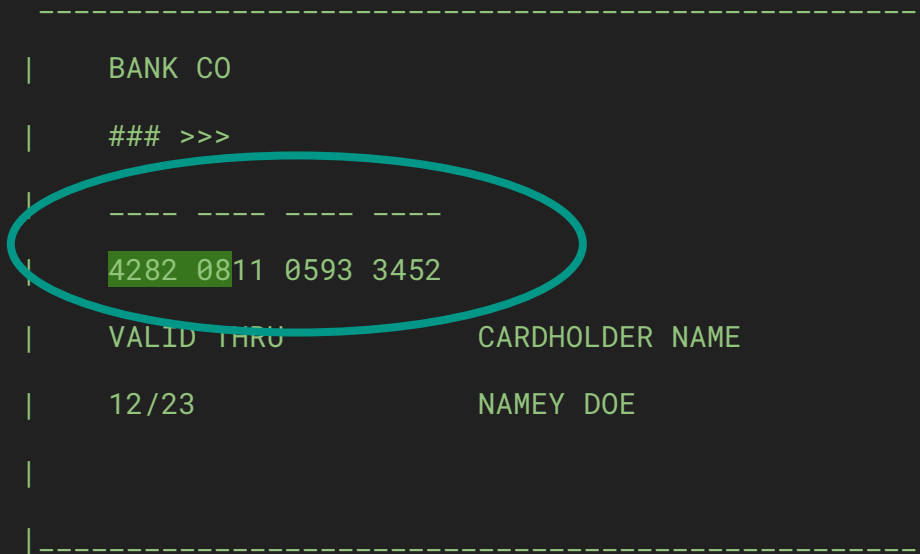 BANK CO
### >>>
---- ---- ---- ----
4282 0811 0593 3452
VALID THRU CARDHOLDER NAME
12/23 NAMEY DOE